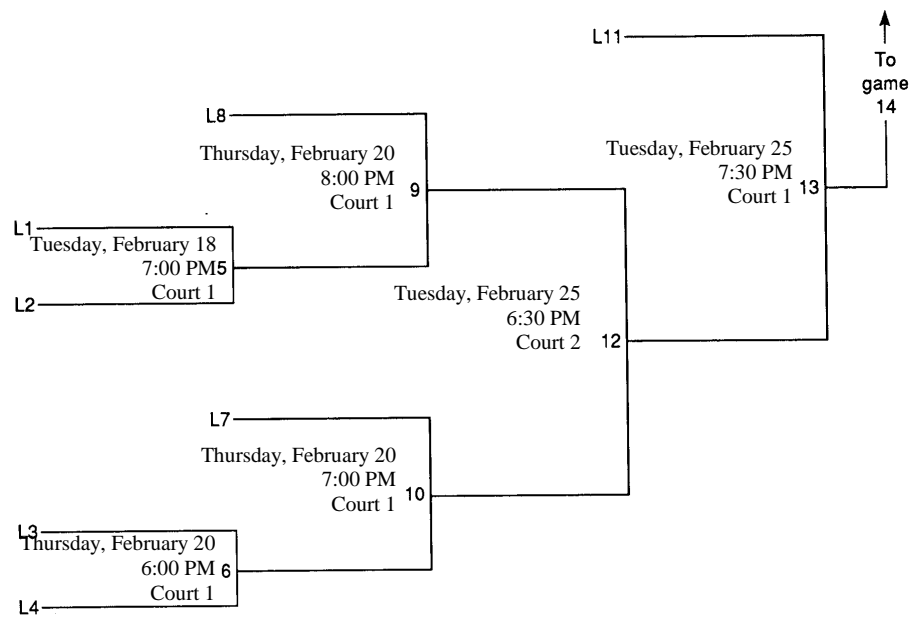 L11
To
game
14
L8
Thursday, February 20
8:00 PM
Court 1
9
Tuesday, February 25
7:30 PM
Court 1
13
L1
Tuesday, February 18
7:00 PM
5
Court 1
L2
Tuesday, February 25
6:30 PM
Court 2
12
L7
Thursday, February 20
7:00 PM
Court 1
10
L3
Thursday, February 20
6:00 PM
6
Court 1
L4